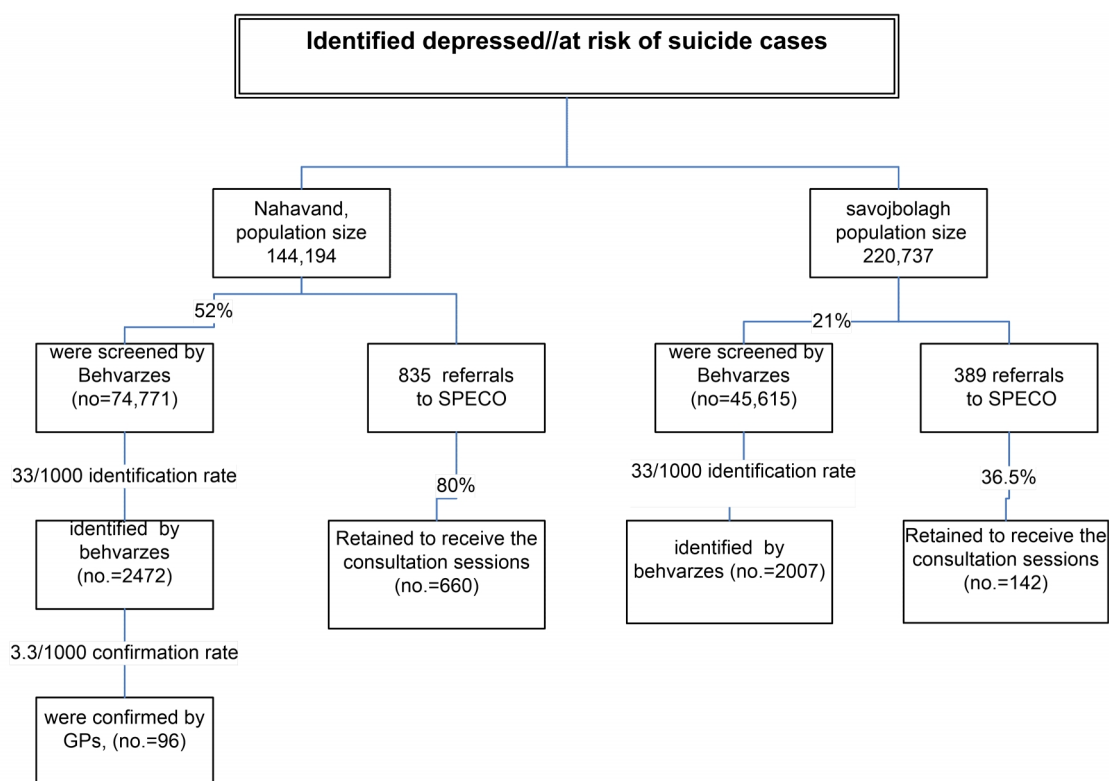 Identified depressed//at risk of suicide cases
Nahavand,
population size
144,194
savojbolagh
population size
220,737
52%
21%
were screened by
Behvarzes
(no=74,771)
835 referrals
to SPECO
were screened by
Behvarzes
(no=45,615)
389 referrals
to SPECO
33/1000 identification rate
80%
33/1000 identification rate
36.5%
identified by
behvarzes
(no.=2472)
Retained to receive the
consultation sessions
(no.=660)
identified by
behvarzes (no.=2007)
Retained to receive the
consultation sessions
(no.=142)
3.3/1000 confirmation rate
were confirmed by
GPs, (no.=96)